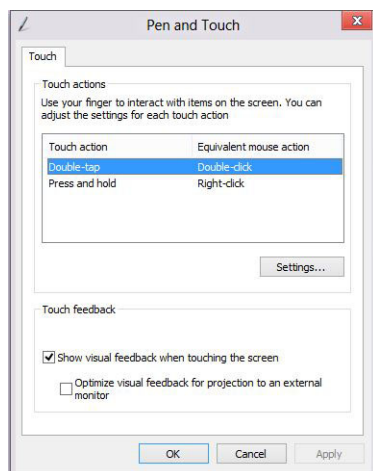 Pen and Touch
Touch
Touch actions
Use your finger to interact with items on the screen. You can
adjust the settings for each touch action
Touch action Equivalent mouse action
Double-tap Double-click
Press and hold Right-click
Settings...
Touch feedback
Show visual feedback when touching the screen
Optimize visual feedback for projection to an external
monitor
OK Cancel Apply